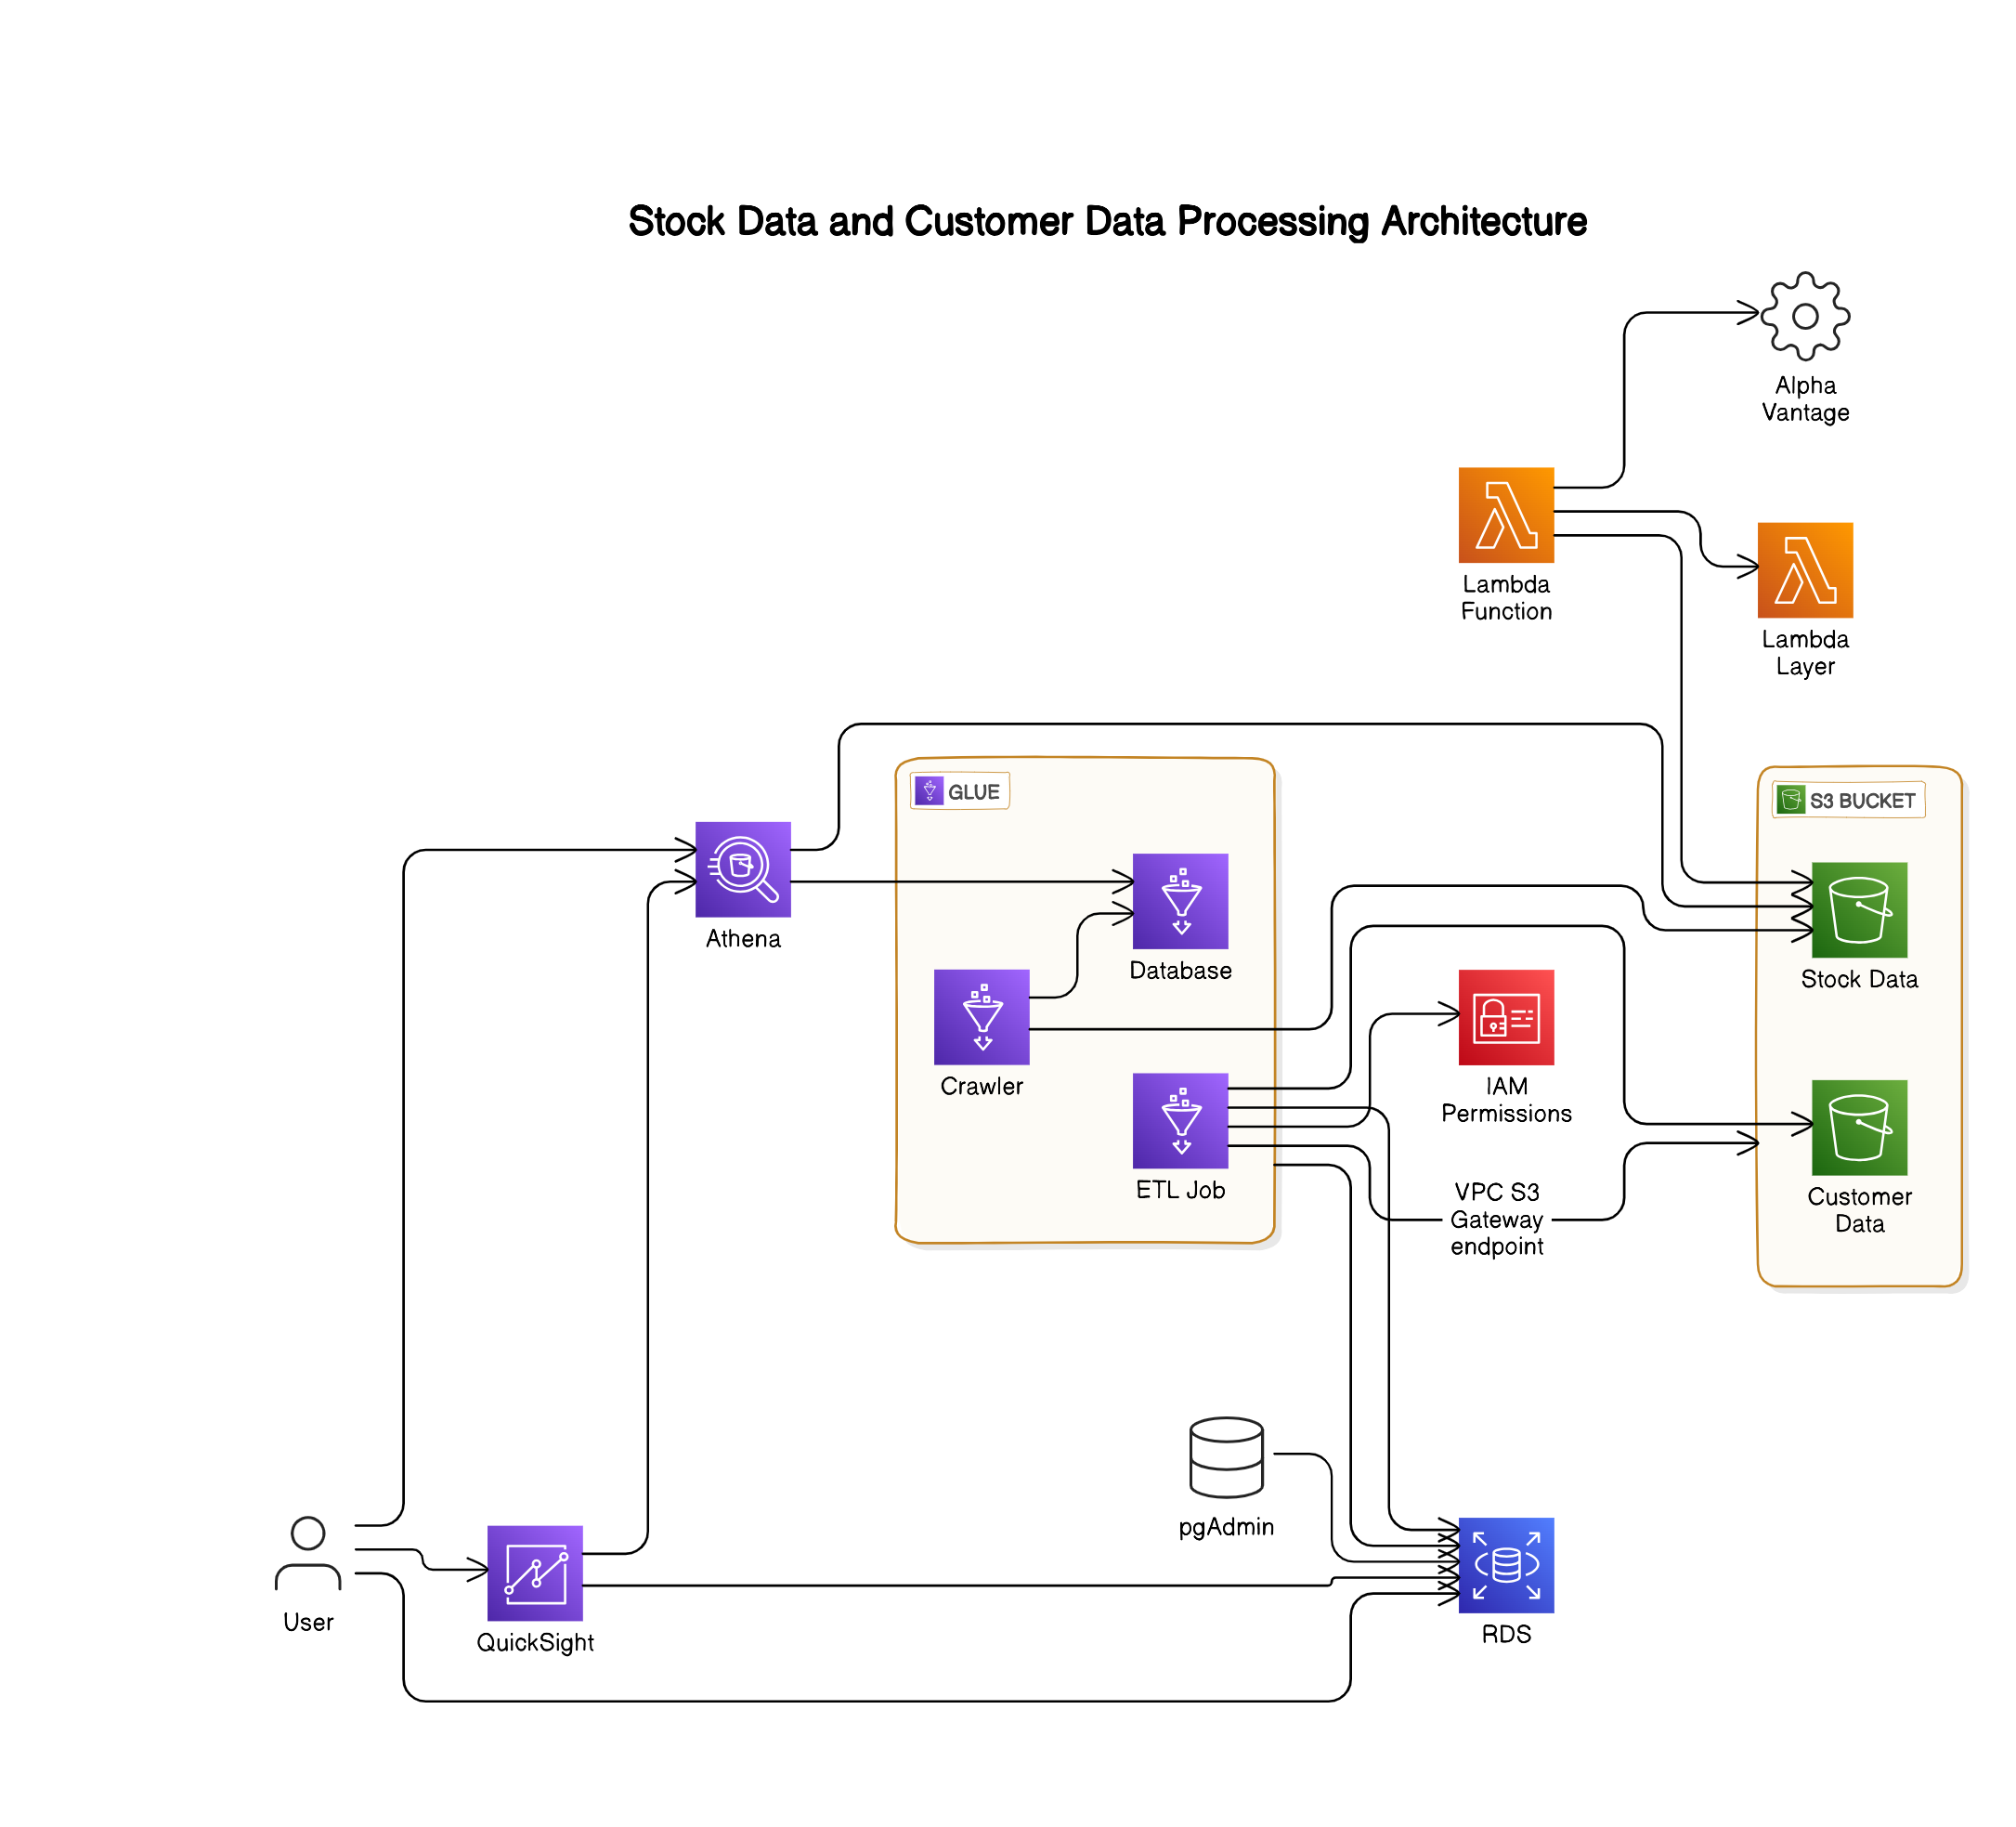 Stock Data and Customer Data Processing Architecture
Alpha
Vantage
Lambda
Function
Lambda
Layer
GLUE
S3 BUCKET
Athena
Database
Stock Data
Crawler
IAM
Permissions
ETL Job
VPC S3
Gateway
endpoint
Customer
Data
pgAdmin
User
QuickSight
RDS